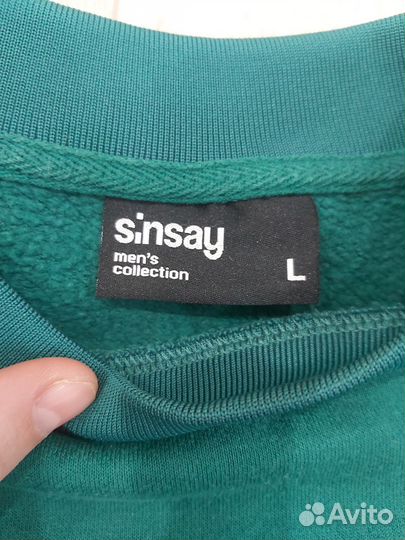 sinsay
men's
collection
L
Avito